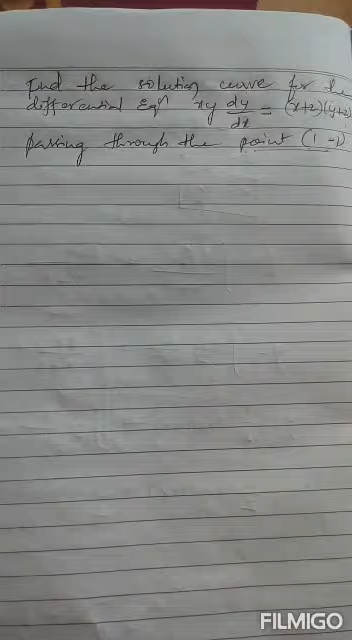 Find the solution curve for the
differential Eqn xy dy/dx = (x+2)(y+2)
passing through the point (1 -1)
FILMIGO